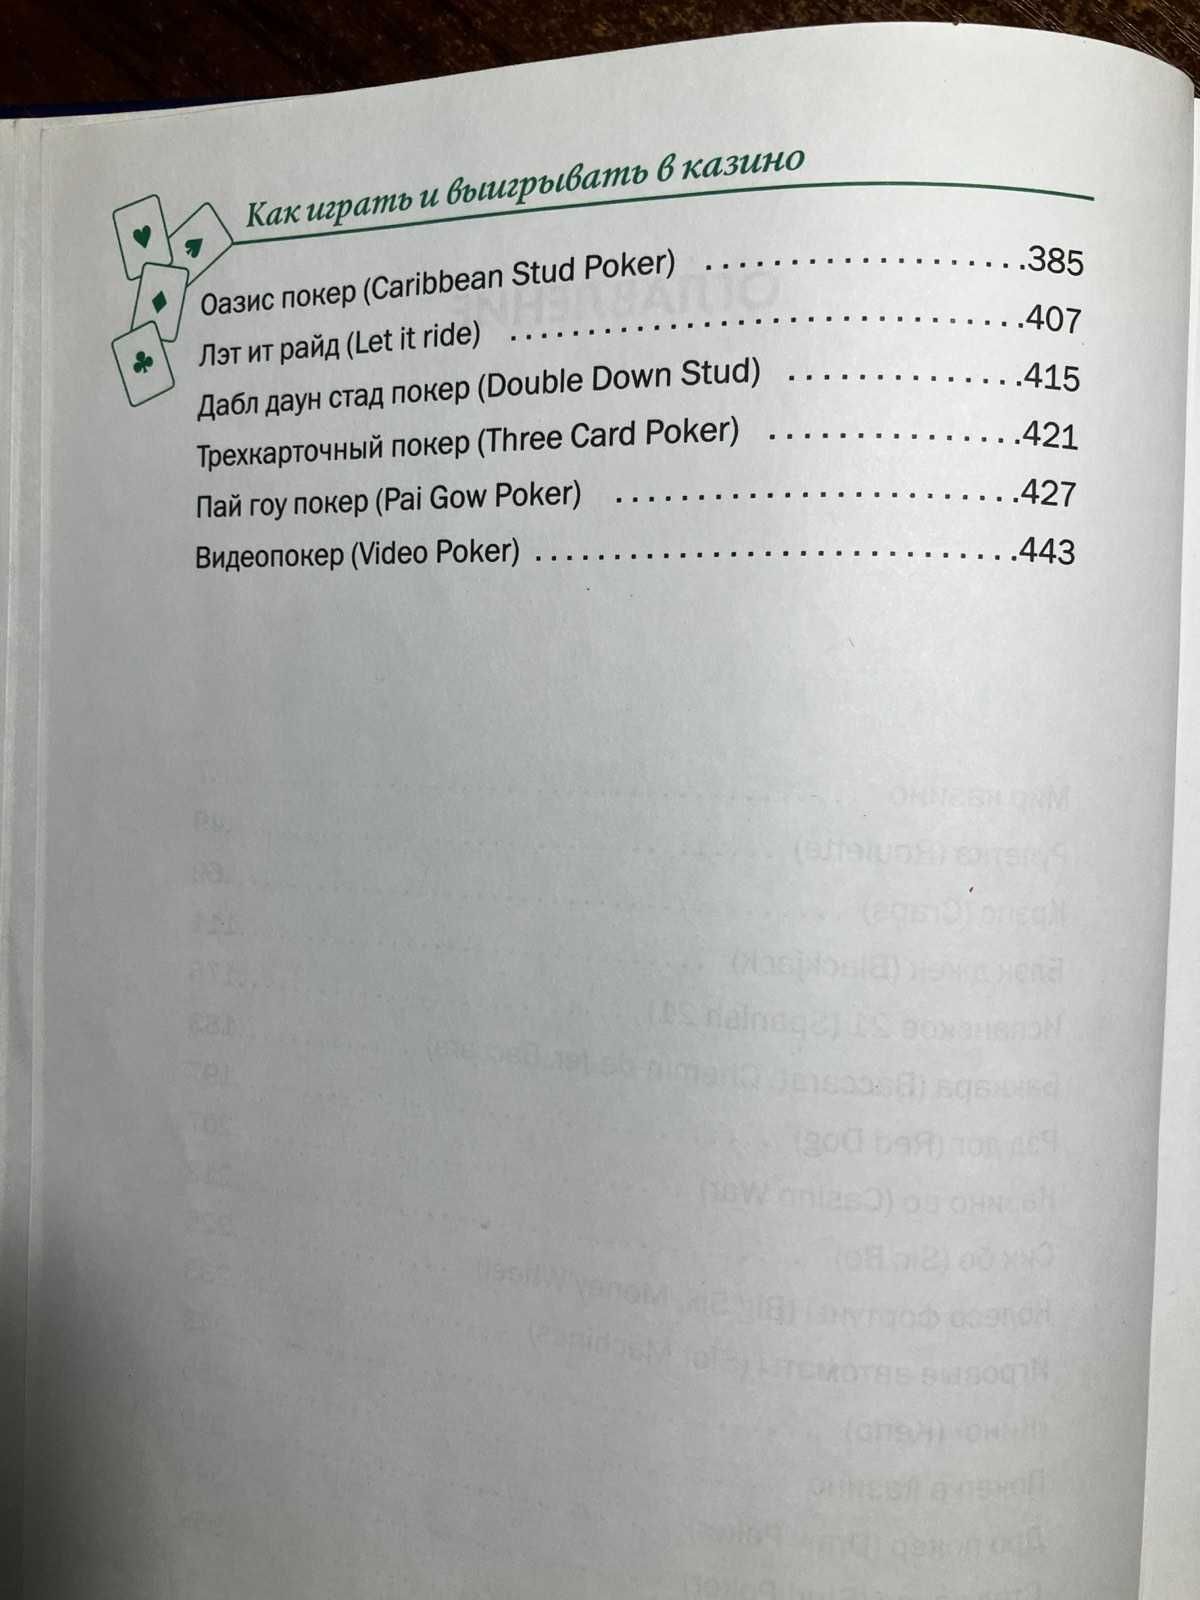 Как играть и выигрывать в казино
Оазис покер (Caribbean Stud Poker) . . . . . . . . . . . . . . . . . . . .385
Лэт ит райд (Let it ride) . . . . . . . . . . . . . . . . . . . . . . . . . . . . . . . .407
Дабл даун стад покер (Double Down Stud) . . . . . . . . . . . . . . .415
Трехкарточный покер (Three Card Poker) . . . . . . . . . . . . . . . .421
Пай гоу покер (Pai Gow Poker) . . . . . . . . . . . . . . . . . . . . . . . . .427
Видеопокер (Video Poker) . . . . . . . . . . . . . . . . . . . . . . . . . . . . . .443